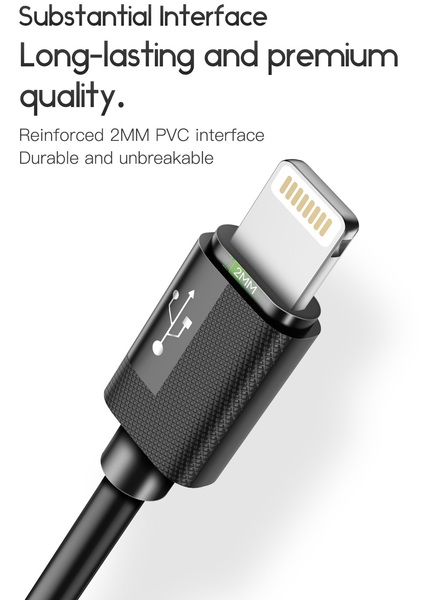 Substantial Interface
Long-lasting and premium
quality.
Reinforced 2MM PVC interface
Durable and unbreakable
2MM